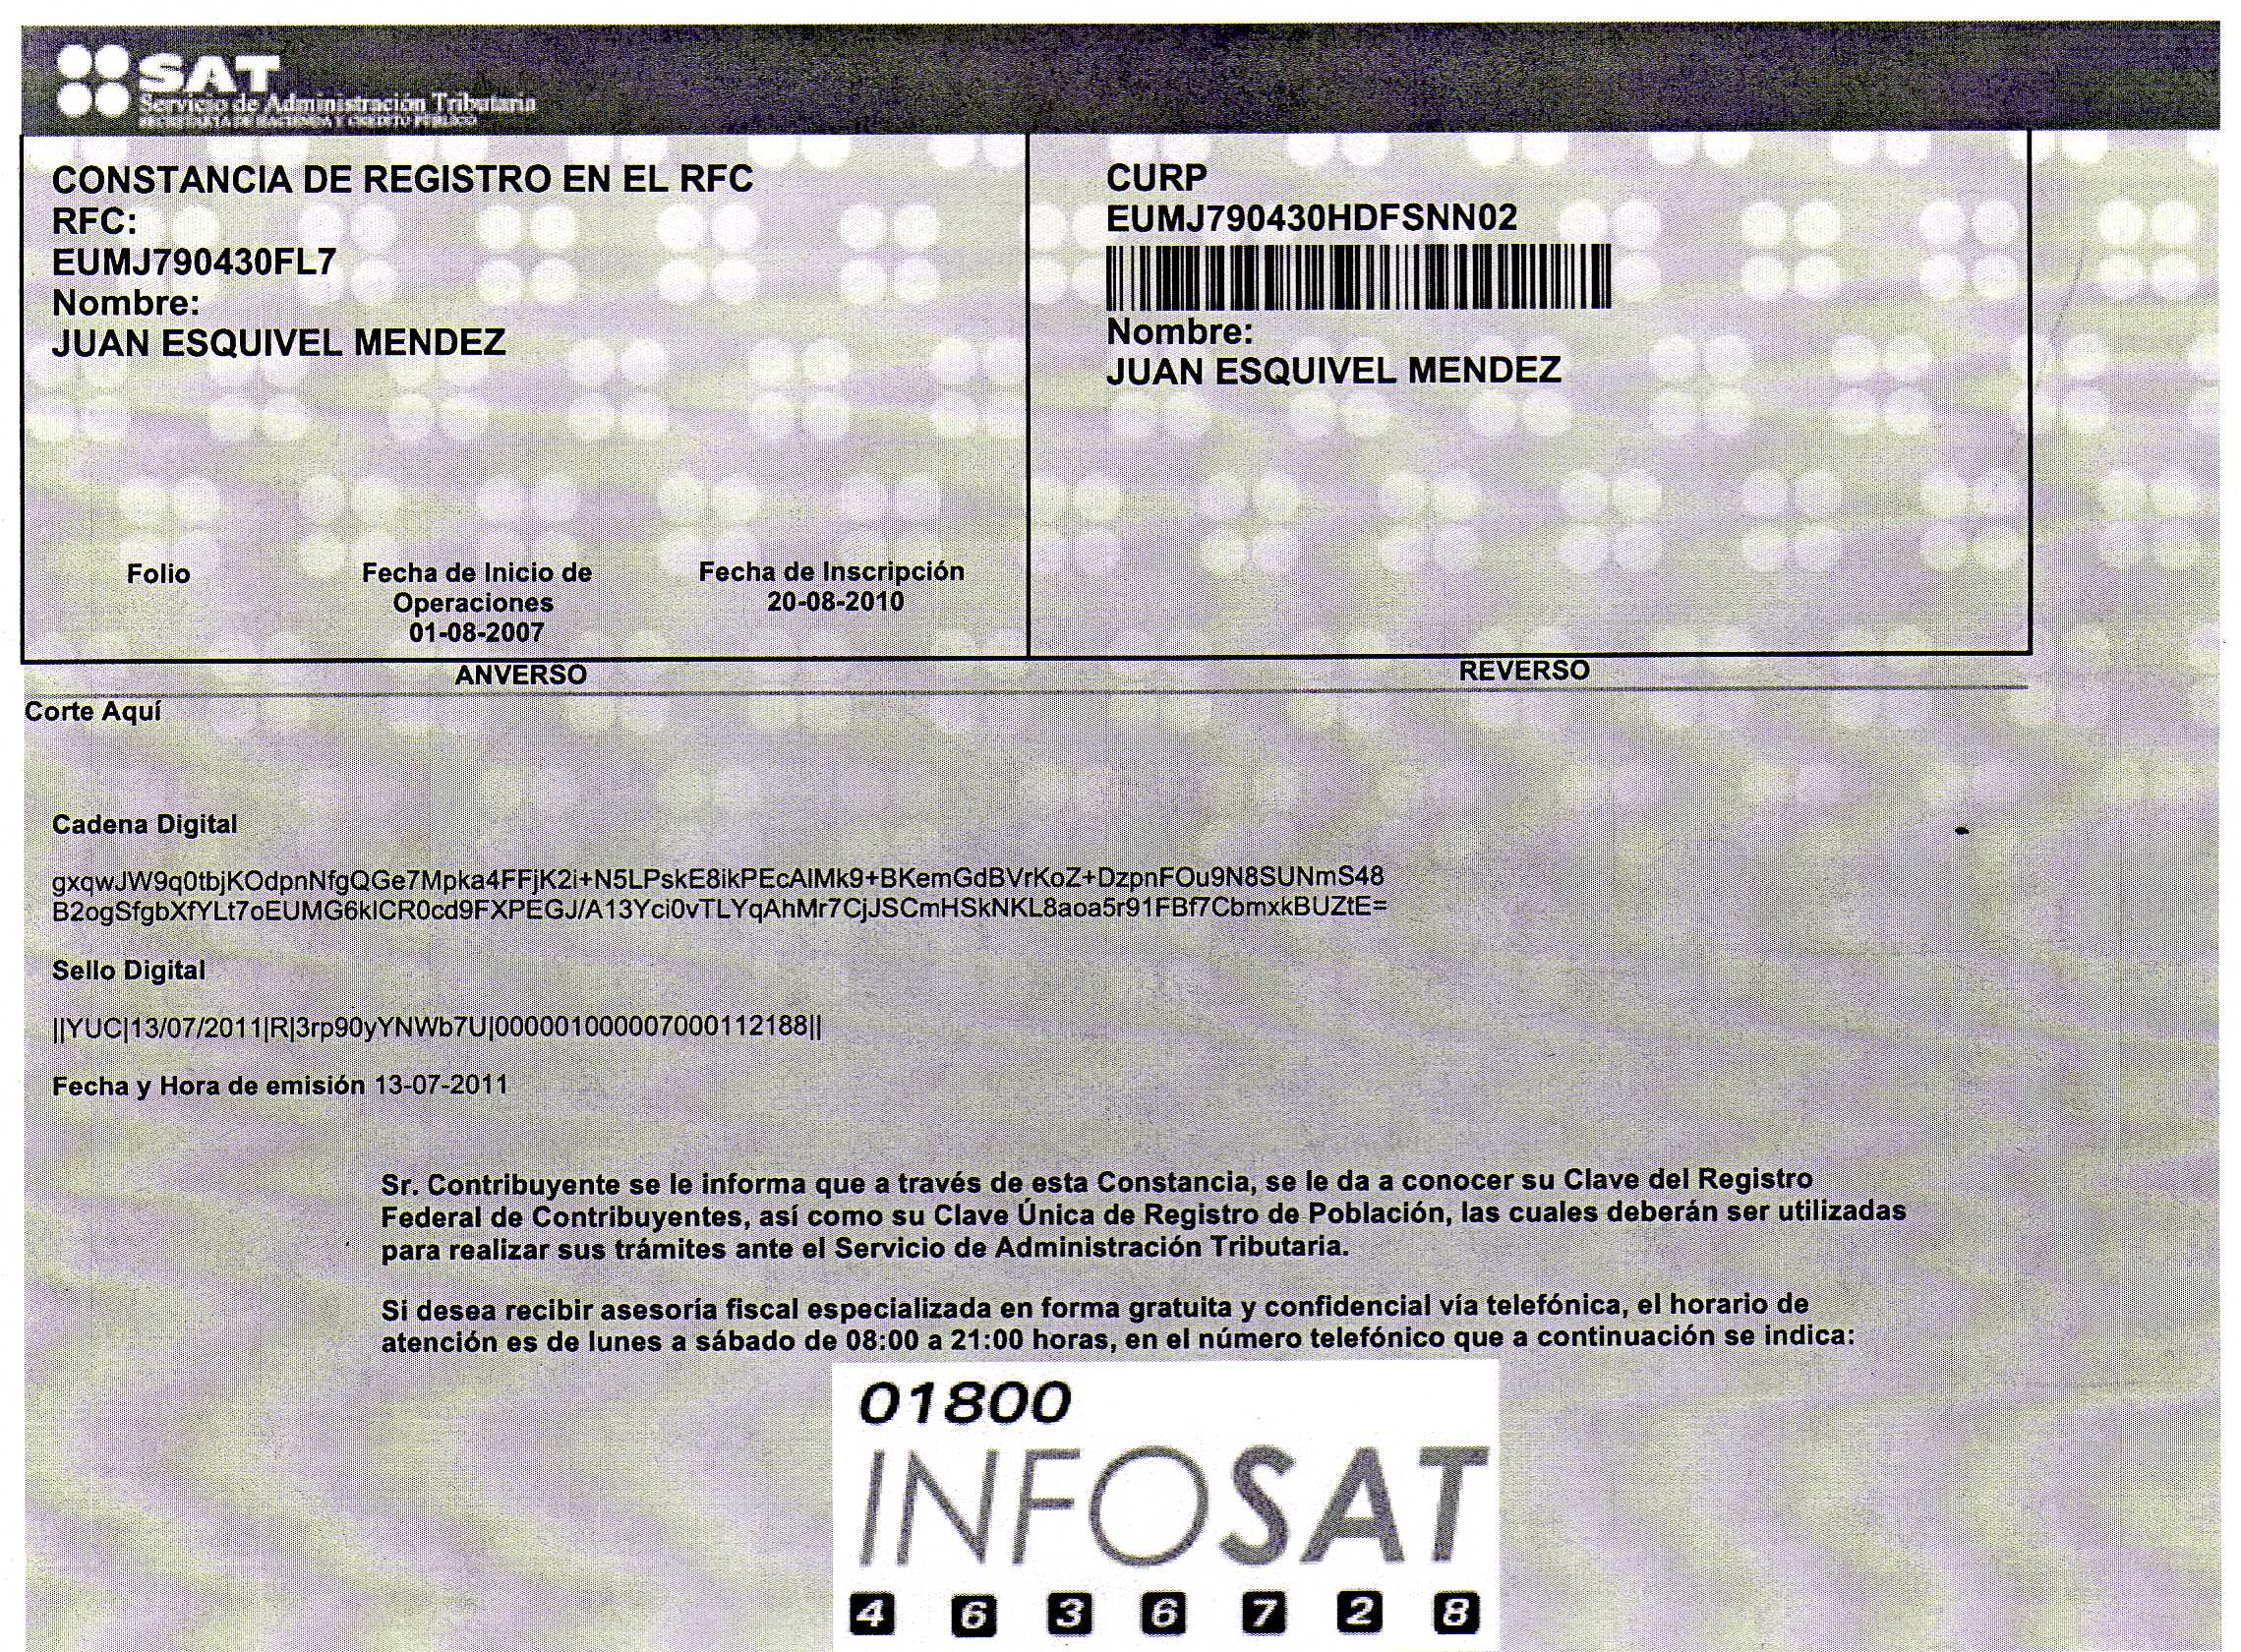 SAT
Servicio de Administración Tributaria
SECRETARIA DE HACIENDA Y CREDITO PUBLICO
CONSTANCIA DE REGISTRO EN EL RFC
RFC:
EUMJ790430FL7
Nombre:
JUAN ESQUIVEL MENDEZ
Folio
Fecha de Inicio de
Operaciones
01-08-2007
Fecha de Inscripción
20-08-2010
ANVERSO
CURP
EUMJ790430HDFSNN02
Nombre:
JUAN ESQUIVEL MENDEZ
REVERSO
Corte Aquí
Cadena Digital
gxqwJW9q0tbjKOdpnNfgQGe7Mpka4FFjK2i+N5LPskE8ikPEcAIMk9+BKemGdBVrKoZ+DzpnFOu9N8SUNmS48
B2ogSfgbXfYLt7oEUMG6kICR0cd9FXPEGJ/A13Yci0vTLYqAhMr7CjJSCmHSkNKL8aoa5r91FBf7CbmxkBUZtE=
Sello Digital
||YUC|13/07/2011|R|3rp90yYNWb7U|000001000007000112188||
Fecha y Hora de emisión 13-07-2011
Sr. Contribuyente se le informa que a través de esta Constancia, se le da a conocer su Clave del Registro
Federal de Contribuyentes, así como su Clave Única de Registro de Población, las cuales deberán ser utilizadas
para realizar sus trámites ante el Servicio de Administración Tributaria.
Si desea recibir asesoría fiscal especializada en forma gratuita y confidencial vía telefónica, el horario de
atención es de lunes a sábado de 08:00 a 21:00 horas, en el número telefónico que a continuación se indica:
01800
INFOSAT
4 6 3 6 7 2 8